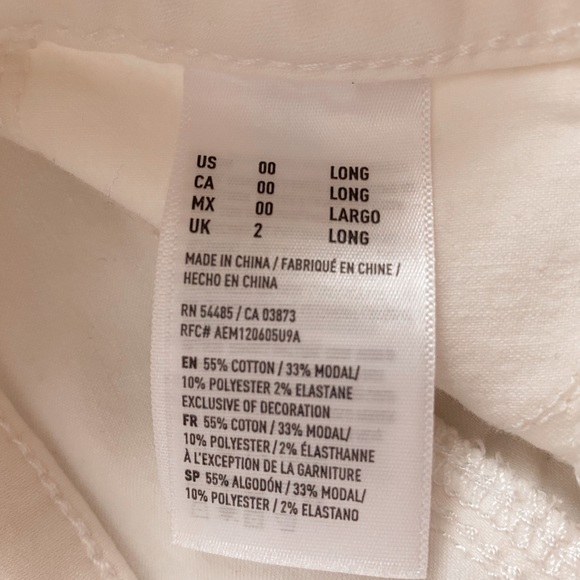 US 00 LONG
CA 00 LONG
MX 00 LARGO
UK 2 LONG
MADE IN CHINA / FABRIQUÉ EN CHINE /
HECHO EN CHINA
RN 54485 / CA 03873
RFC# AEM120605U9A
EN 55% COTTON / 33% MODAL/
10% POLYESTER 2% ELASTANE
EXCLUSIVE OF DECORATION
FR 55% COTTON / 33% MODAL/
10% POLYESTER / 2% ÉLASTHANNE
À L'EXCEPTION DE LA GARNITURE
SP 55% ALGODÓN / 33% MODAL/
10% POLYESTER / 2% ELASTANO